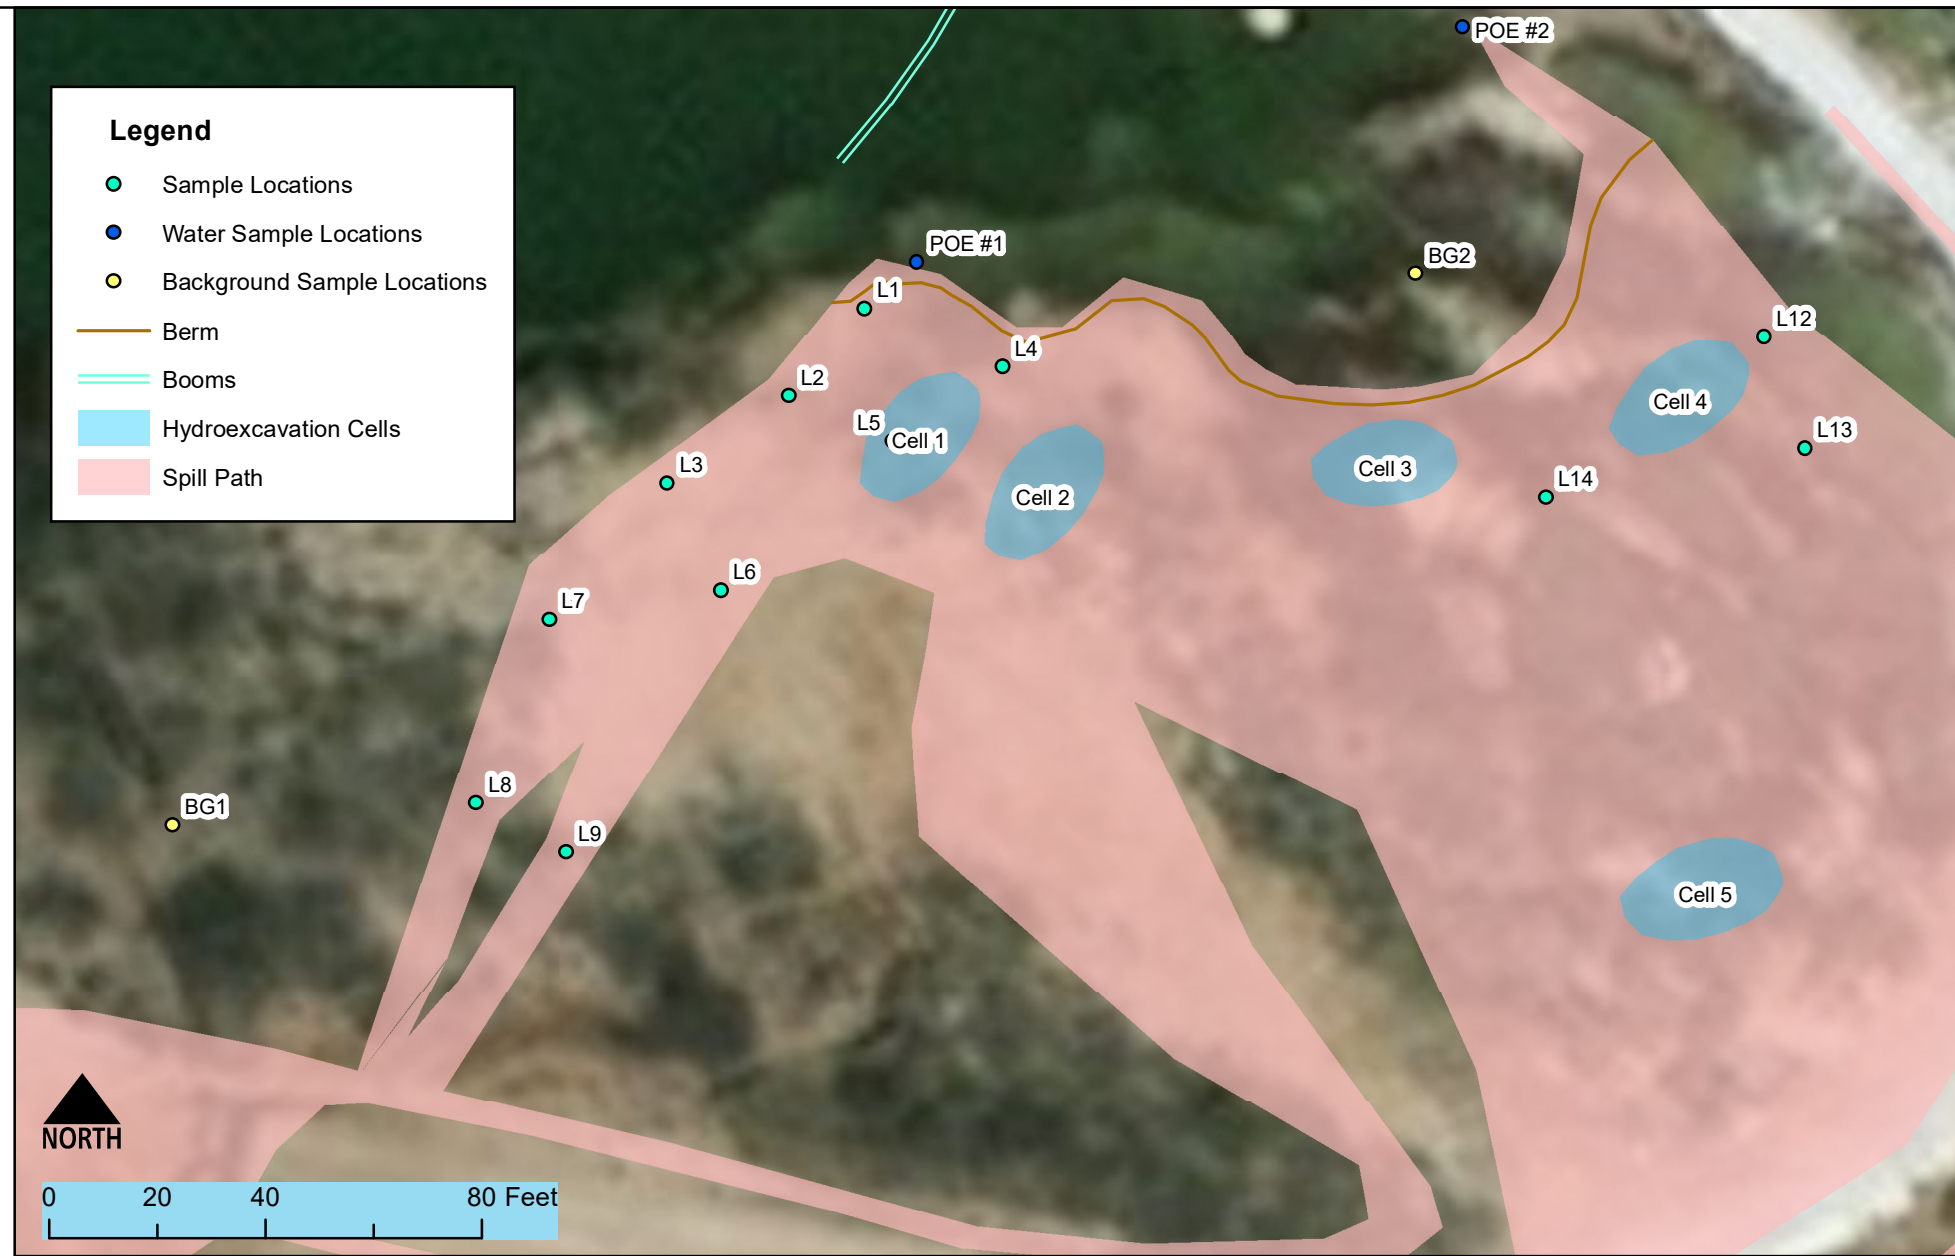 POE #2
Legend
Sample Locations
Water Sample Locations
Background Sample Locations
Berm
Booms
Hydroexcavation Cells
Spill Path
POE #1
BG2
L1
L12
L4
L2
Cell 4
L5
Cell 1
L13
L3
Cell 3
L14
Cell 2
L6
L7
L8
BG1
L9
Cell 5
NORTH
0 20 40 80 Feet